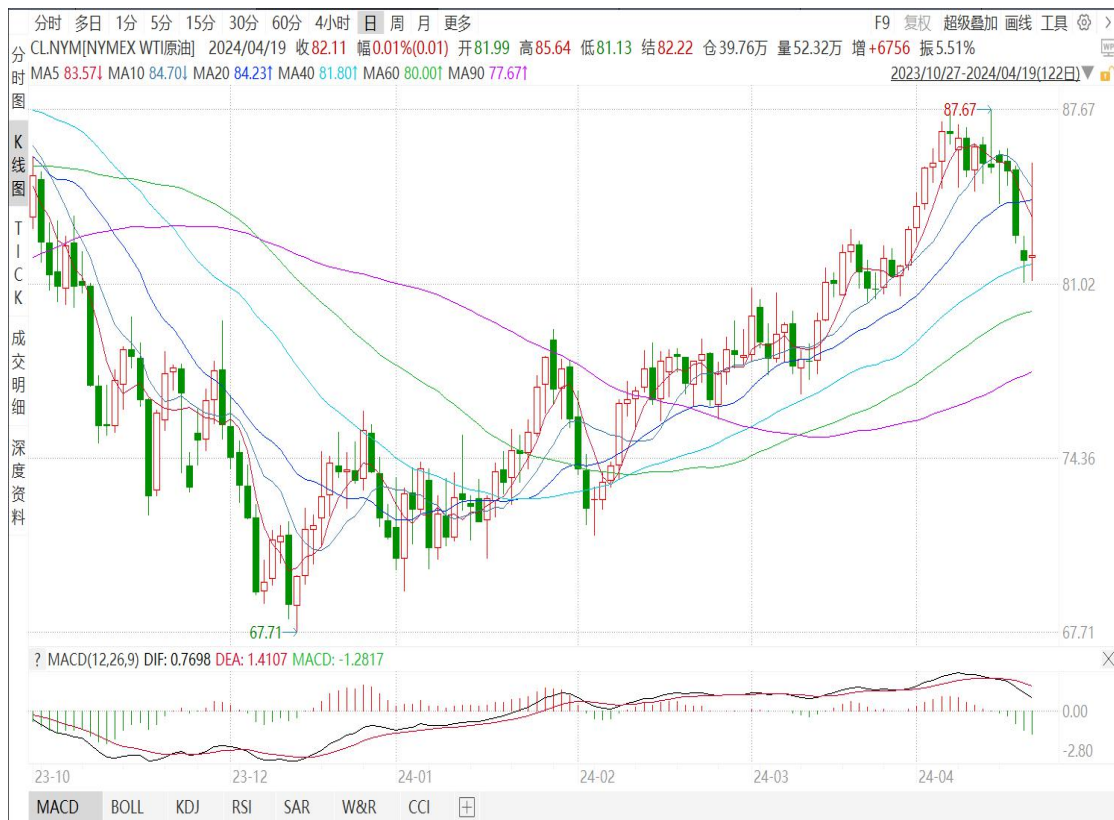 分时 多日 1分 5分 15分 30分 60分 4小时 日 周 月 更多 F9 复权 超级叠加 画线 工具
CL.NYM[NYMEX WTI原油] 2024/04/19 收82.11 幅0.01%(0.01) 开81.99 高85.64 低81.13 结82.22 仓39.76万 量52.32万 增+6756 振5.51%
MA5 83.57↓ MA10 84.70↓ MA20 84.23↑ MA40 81.80↑ MA60 80.00↑ MA90 77.67↑ 2023/10/27-2024/04/19(122日)▼
分时图
K线图
TICK
成交明细
深度资料
87.67 87.67
81.02
74.36
67.71 67.71
? MACD(12,26,9) DIF: 0.7698 DEA: 1.4107 MACD: -1.2817 X
0.00
-2.80
23-10 23-12 24-01 24-02 24-03 24-04
MACD BOLL KDJ RSI SAR W&R CCI +